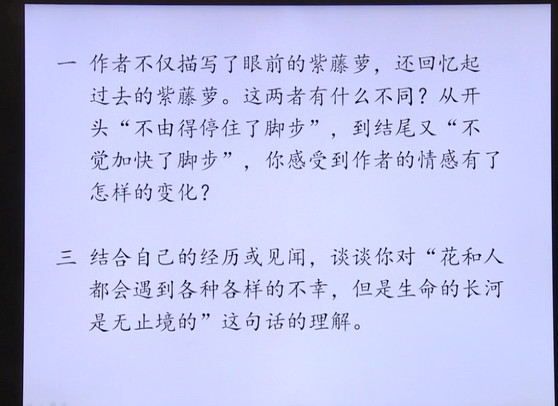 一 作者不仅描写了眼前的紫藤萝，还回忆起
过去的紫藤萝。这两者有什么不同？从开
头“不由得停住了脚步”，到结尾又“不
觉加快了脚步”，你感受到作者的情感有了
怎样的变化？
三 结合自己的经历或见闻，谈谈你对“花和人
都会遇到各种各样的不幸，但是生命的长河
是无止境的”这句话的理解。